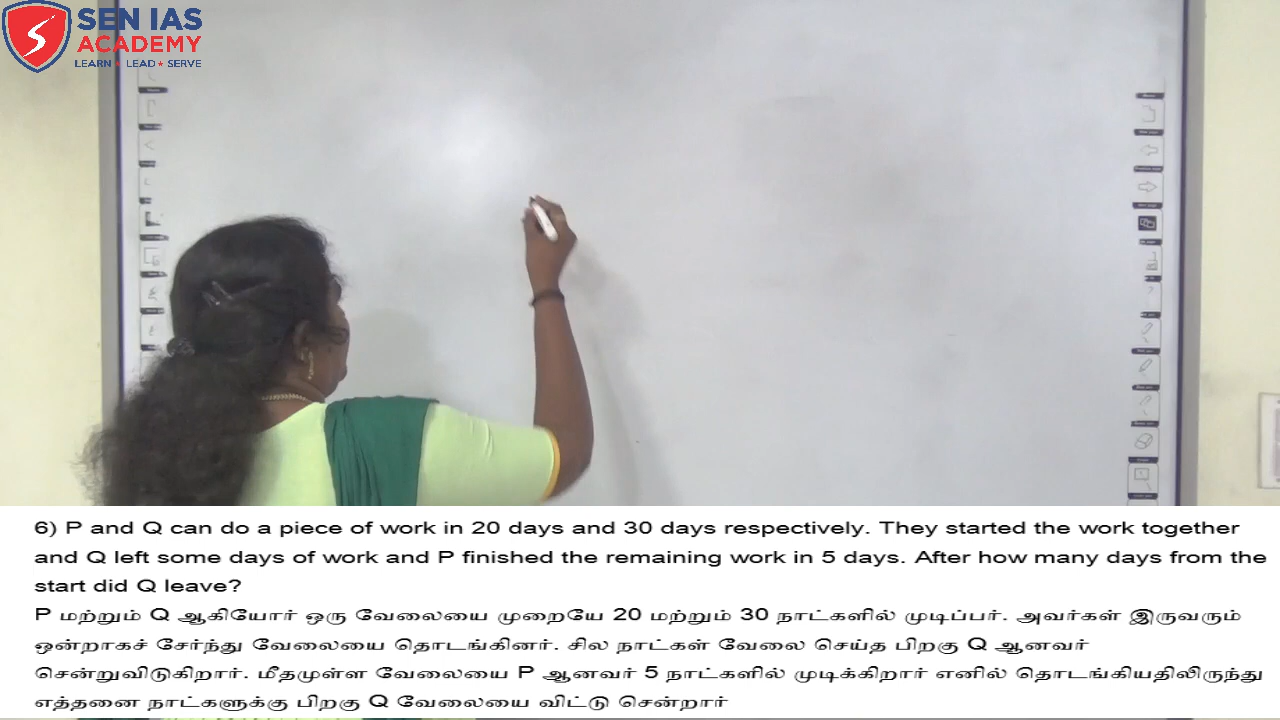 SEN IAS
ACADEMY
LEARN ★ LEAD ★ SERVE
6) P and Q can do a piece of work in 20 days and 30 days respectively. They started the work together
and Q left some days of work and P finished the remaining work in 5 days. After how many days from the
start did Q leave?
P மற்றும் Q ஆகியோர் ஒரு வேலையை முறையே 20 மற்றும் 30 நாட்களில் முடிப்பர். அவர்கள் இருவரும்
ஒன்றாகச் சேர்ந்து வேலையை தொடங்கினர். சில நாட்கள் வேலை செய்த பிறகு Q ஆனவர்
சென்றுவிடுகிறார். மீதமுள்ள வேலையை P ஆனவர் 5 நாட்களில் முடிக்கிறார் எனில் தொடங்கியதிலிருந்து
எத்தனை நாட்களுக்கு பிறகு Q வேலையை விட்டு சென்றார்